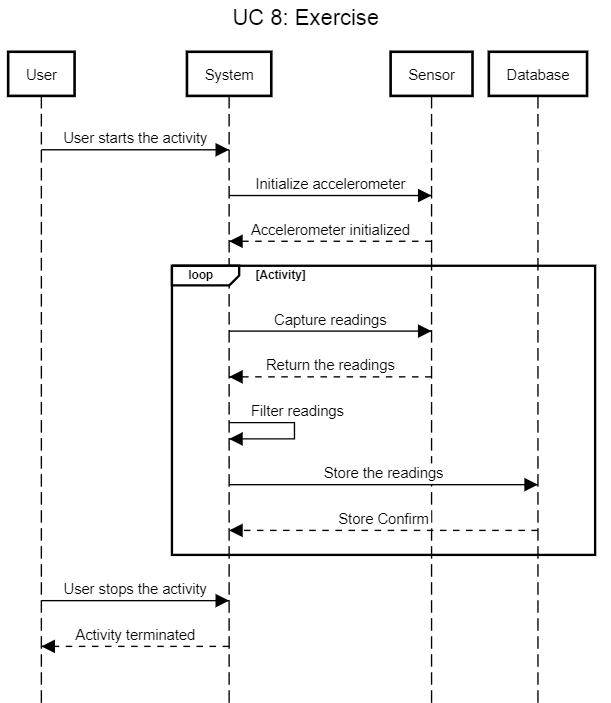 UC 8: Exercise
User
System
Sensor
Database
User starts the activity
Initialize accelerometer
Accelerometer initialized
loop
[Activity]
Capture readings
Return the readings
Filter readings
Store the readings
Store Confirm
User stops the activity
Activity terminated